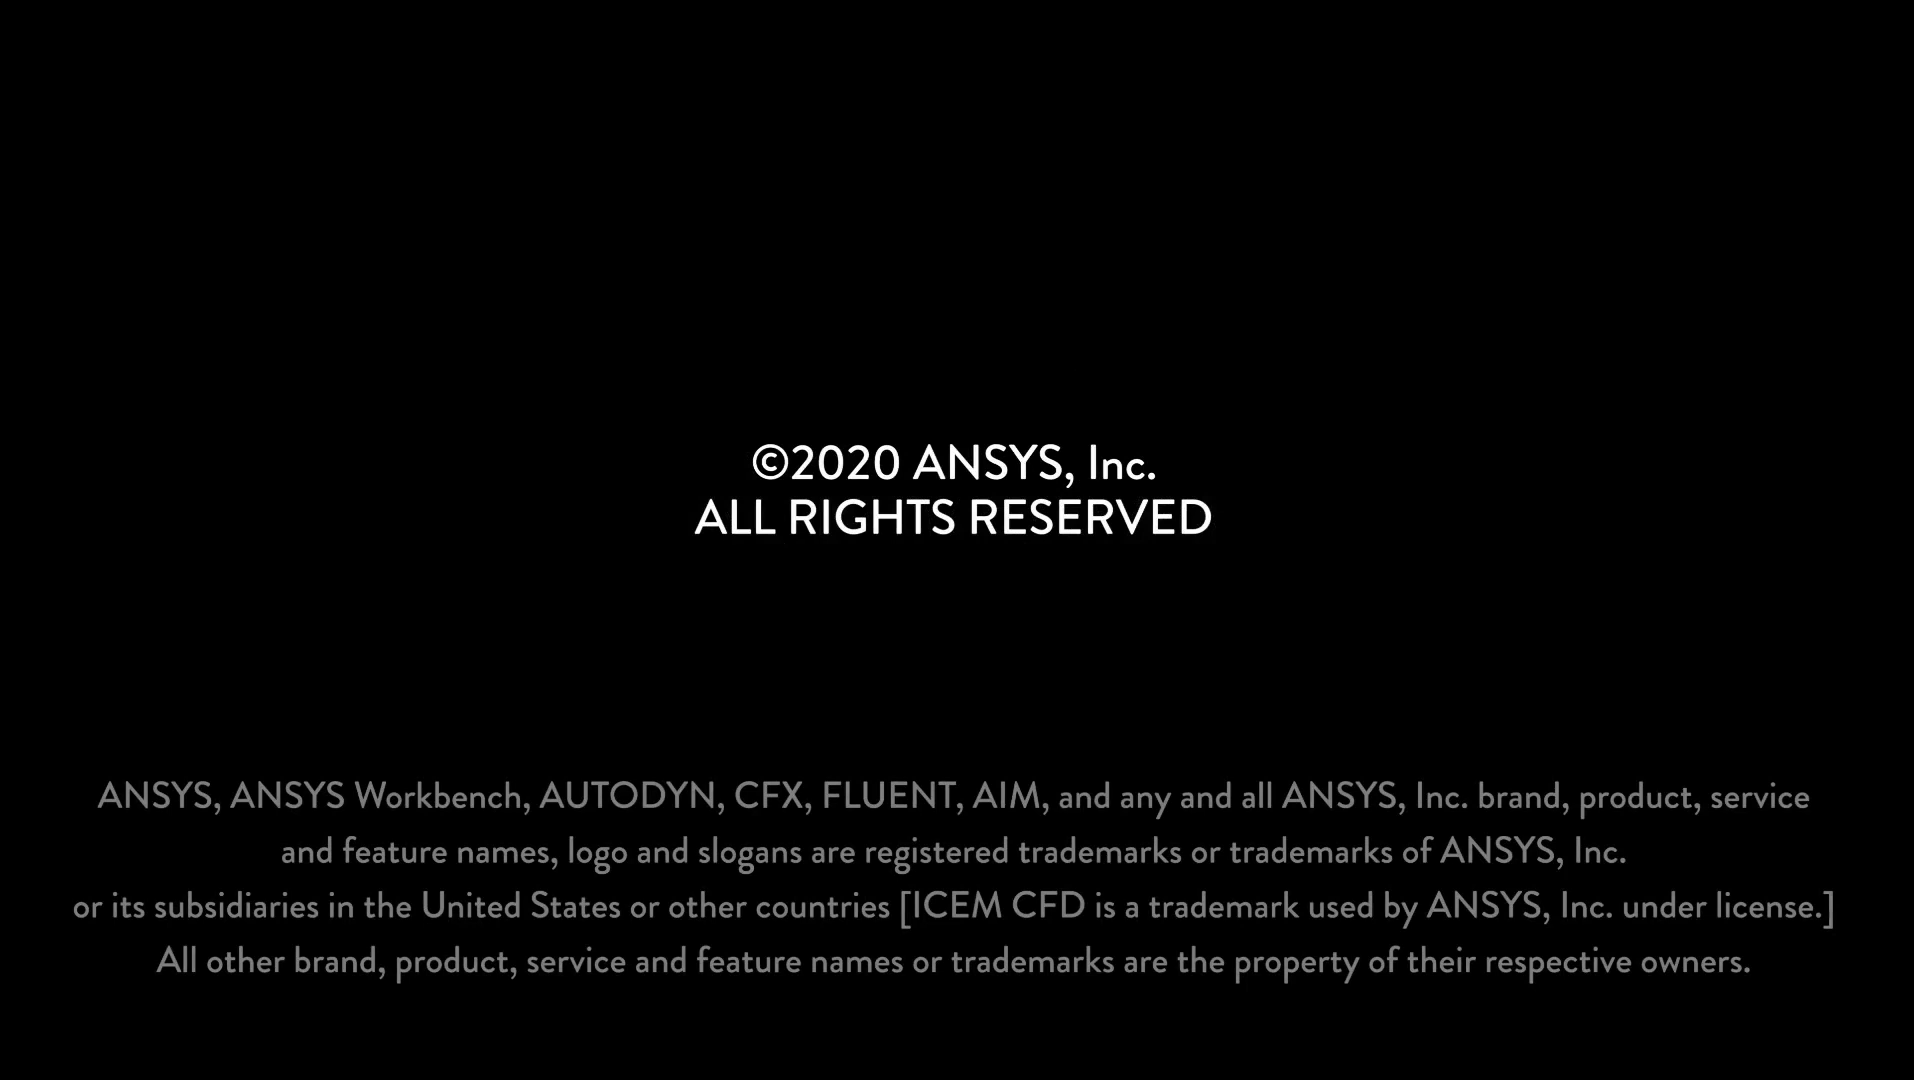 ©2020 ANSYS, Inc.
ALL RIGHTS RESERVED
ANSYS, ANSYS Workbench, AUTODYN, CFX, FLUENT, AIM, and any and all ANSYS, Inc. brand, product, service
and feature names, logo and slogans are registered trademarks or trademarks of ANSYS, Inc.
or its subsidiaries in the United States or other countries [ICEM CFD is a trademark used by ANSYS, Inc. under license.]
All other brand, product, service and feature names or trademarks are the property of their respective owners.